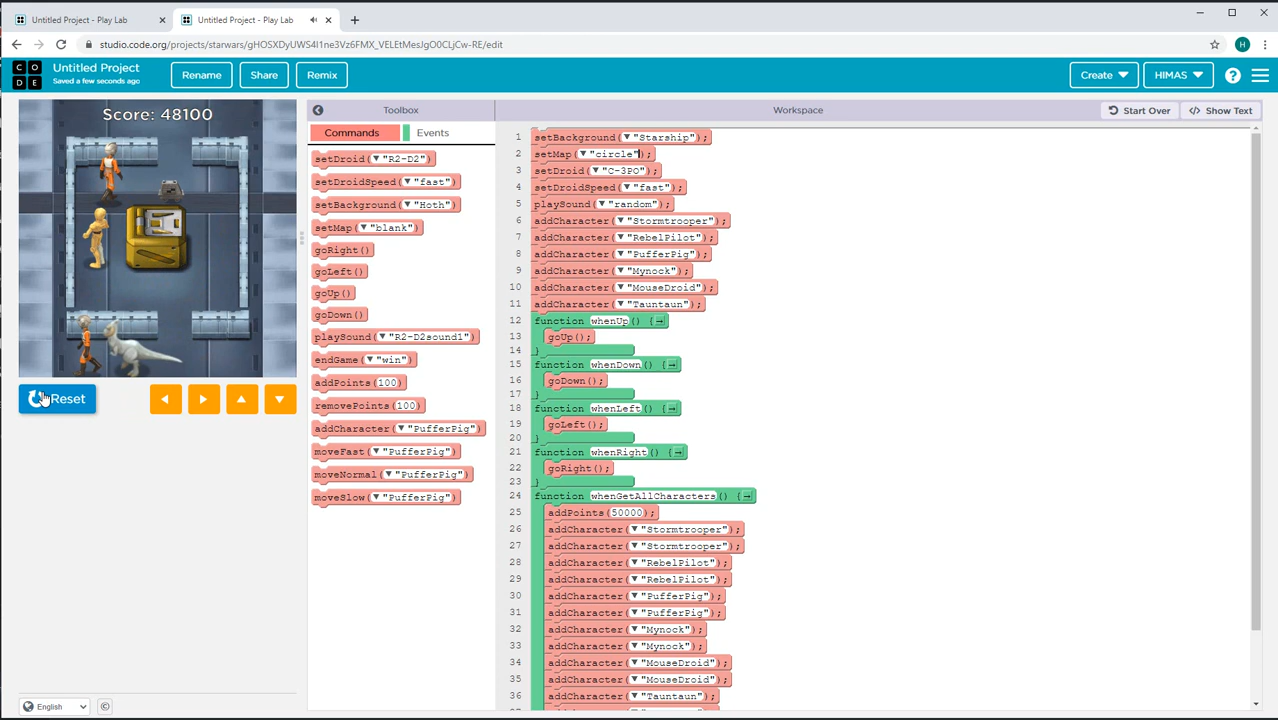 Untitled Project - Play Lab
Untitled Project - Play Lab
studio.code.org/projects/starwars/gHOSXDyUWS4I1ne3Vz6FMX_VELEtMesJgO0CLjCw-RE/edit
H
C O
D E
Untitled Project
Saved a few seconds ago
Rename
Share
Remix
Create
HIMAS
?
Score: 48100
Reset
English
©
Toolbox
Commands
Events
setDroid("R2-D2")
setDroidSpeed("fast")
setBackground("Hoth")
setMap("blank")
goRight()
goLeft()
goUp()
goDown()
playSound("R2-D2sound1")
endGame("win")
addPoints(100)
removePoints(100)
addCharacter("PufferPig")
moveFast("PufferPig")
moveNormal("PufferPig")
moveSlow("PufferPig")
Workspace
Start Over
Show Text
1 setBackground("Starship");
2 setMap("circle");
3 setDroid("C-3PO");
4 setDroidSpeed("fast");
5 playSound("random");
6 addCharacter("Stormtrooper");
7 addCharacter("RebelPilot");
8 addCharacter("PufferPig");
9 addCharacter("Mynock");
10 addCharacter("MouseDroid");
11 addCharacter("Tauntaun");
12 function whenUp() {
13 goUp();
14 }
15 function whenDown() {
16 goDown();
17 }
18 function whenLeft() {
19 goLeft();
20 }
21 function whenRight() {
22 goRight();
23 }
24 function whenGetAllCharacters() {
25 addPoints(50000);
26 addCharacter("Stormtrooper");
27 addCharacter("Stormtrooper");
28 addCharacter("RebelPilot");
29 addCharacter("RebelPilot");
30 addCharacter("PufferPig");
31 addCharacter("PufferPig");
32 addCharacter("Mynock");
33 addCharacter("Mynock");
34 addCharacter("MouseDroid");
35 addCharacter("MouseDroid");
36 addCharacter("Tauntaun");